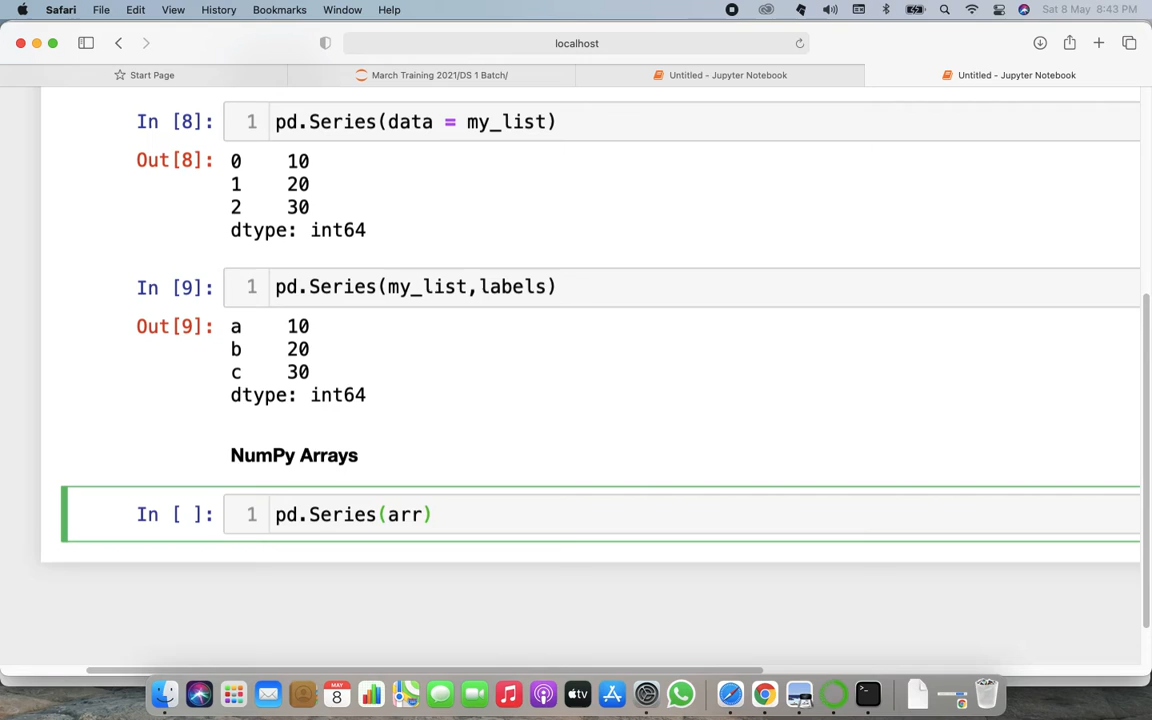 Safari File Edit View History Bookmarks Window Help Sat 8 May 8:43 PM
localhost
Start Page March Training 2021/DS 1 Batch/ Untitled - Jupyter Notebook Untitled - Jupyter Notebook
In [8]: 1 pd.Series(data = my_list)
Out[8]: 0 10
1 20
2 30
dtype: int64
In [9]: 1 pd.Series(my_list,labels)
Out[9]: a 10
b 20
c 30
dtype: int64
NumPy Arrays
In [ ]: 1 pd.Series(arr)
MAY
8
tv